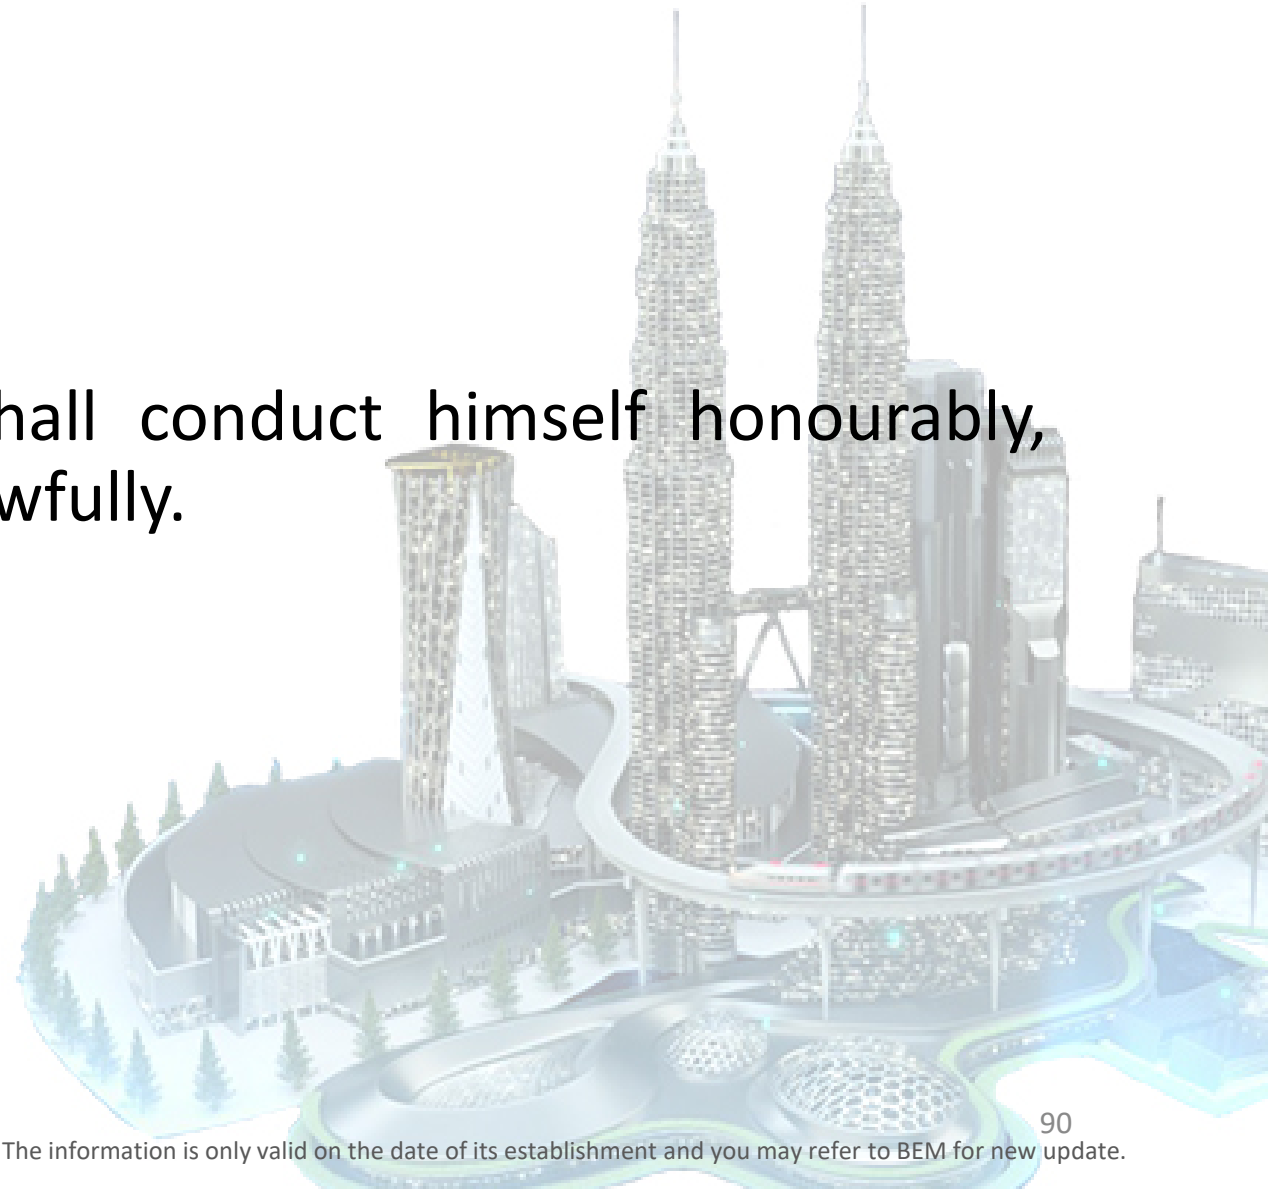 hall conduct himself honourably,
wfully.
90
The information is only valid on the date of its establishment and you may refer to BEM for new update.